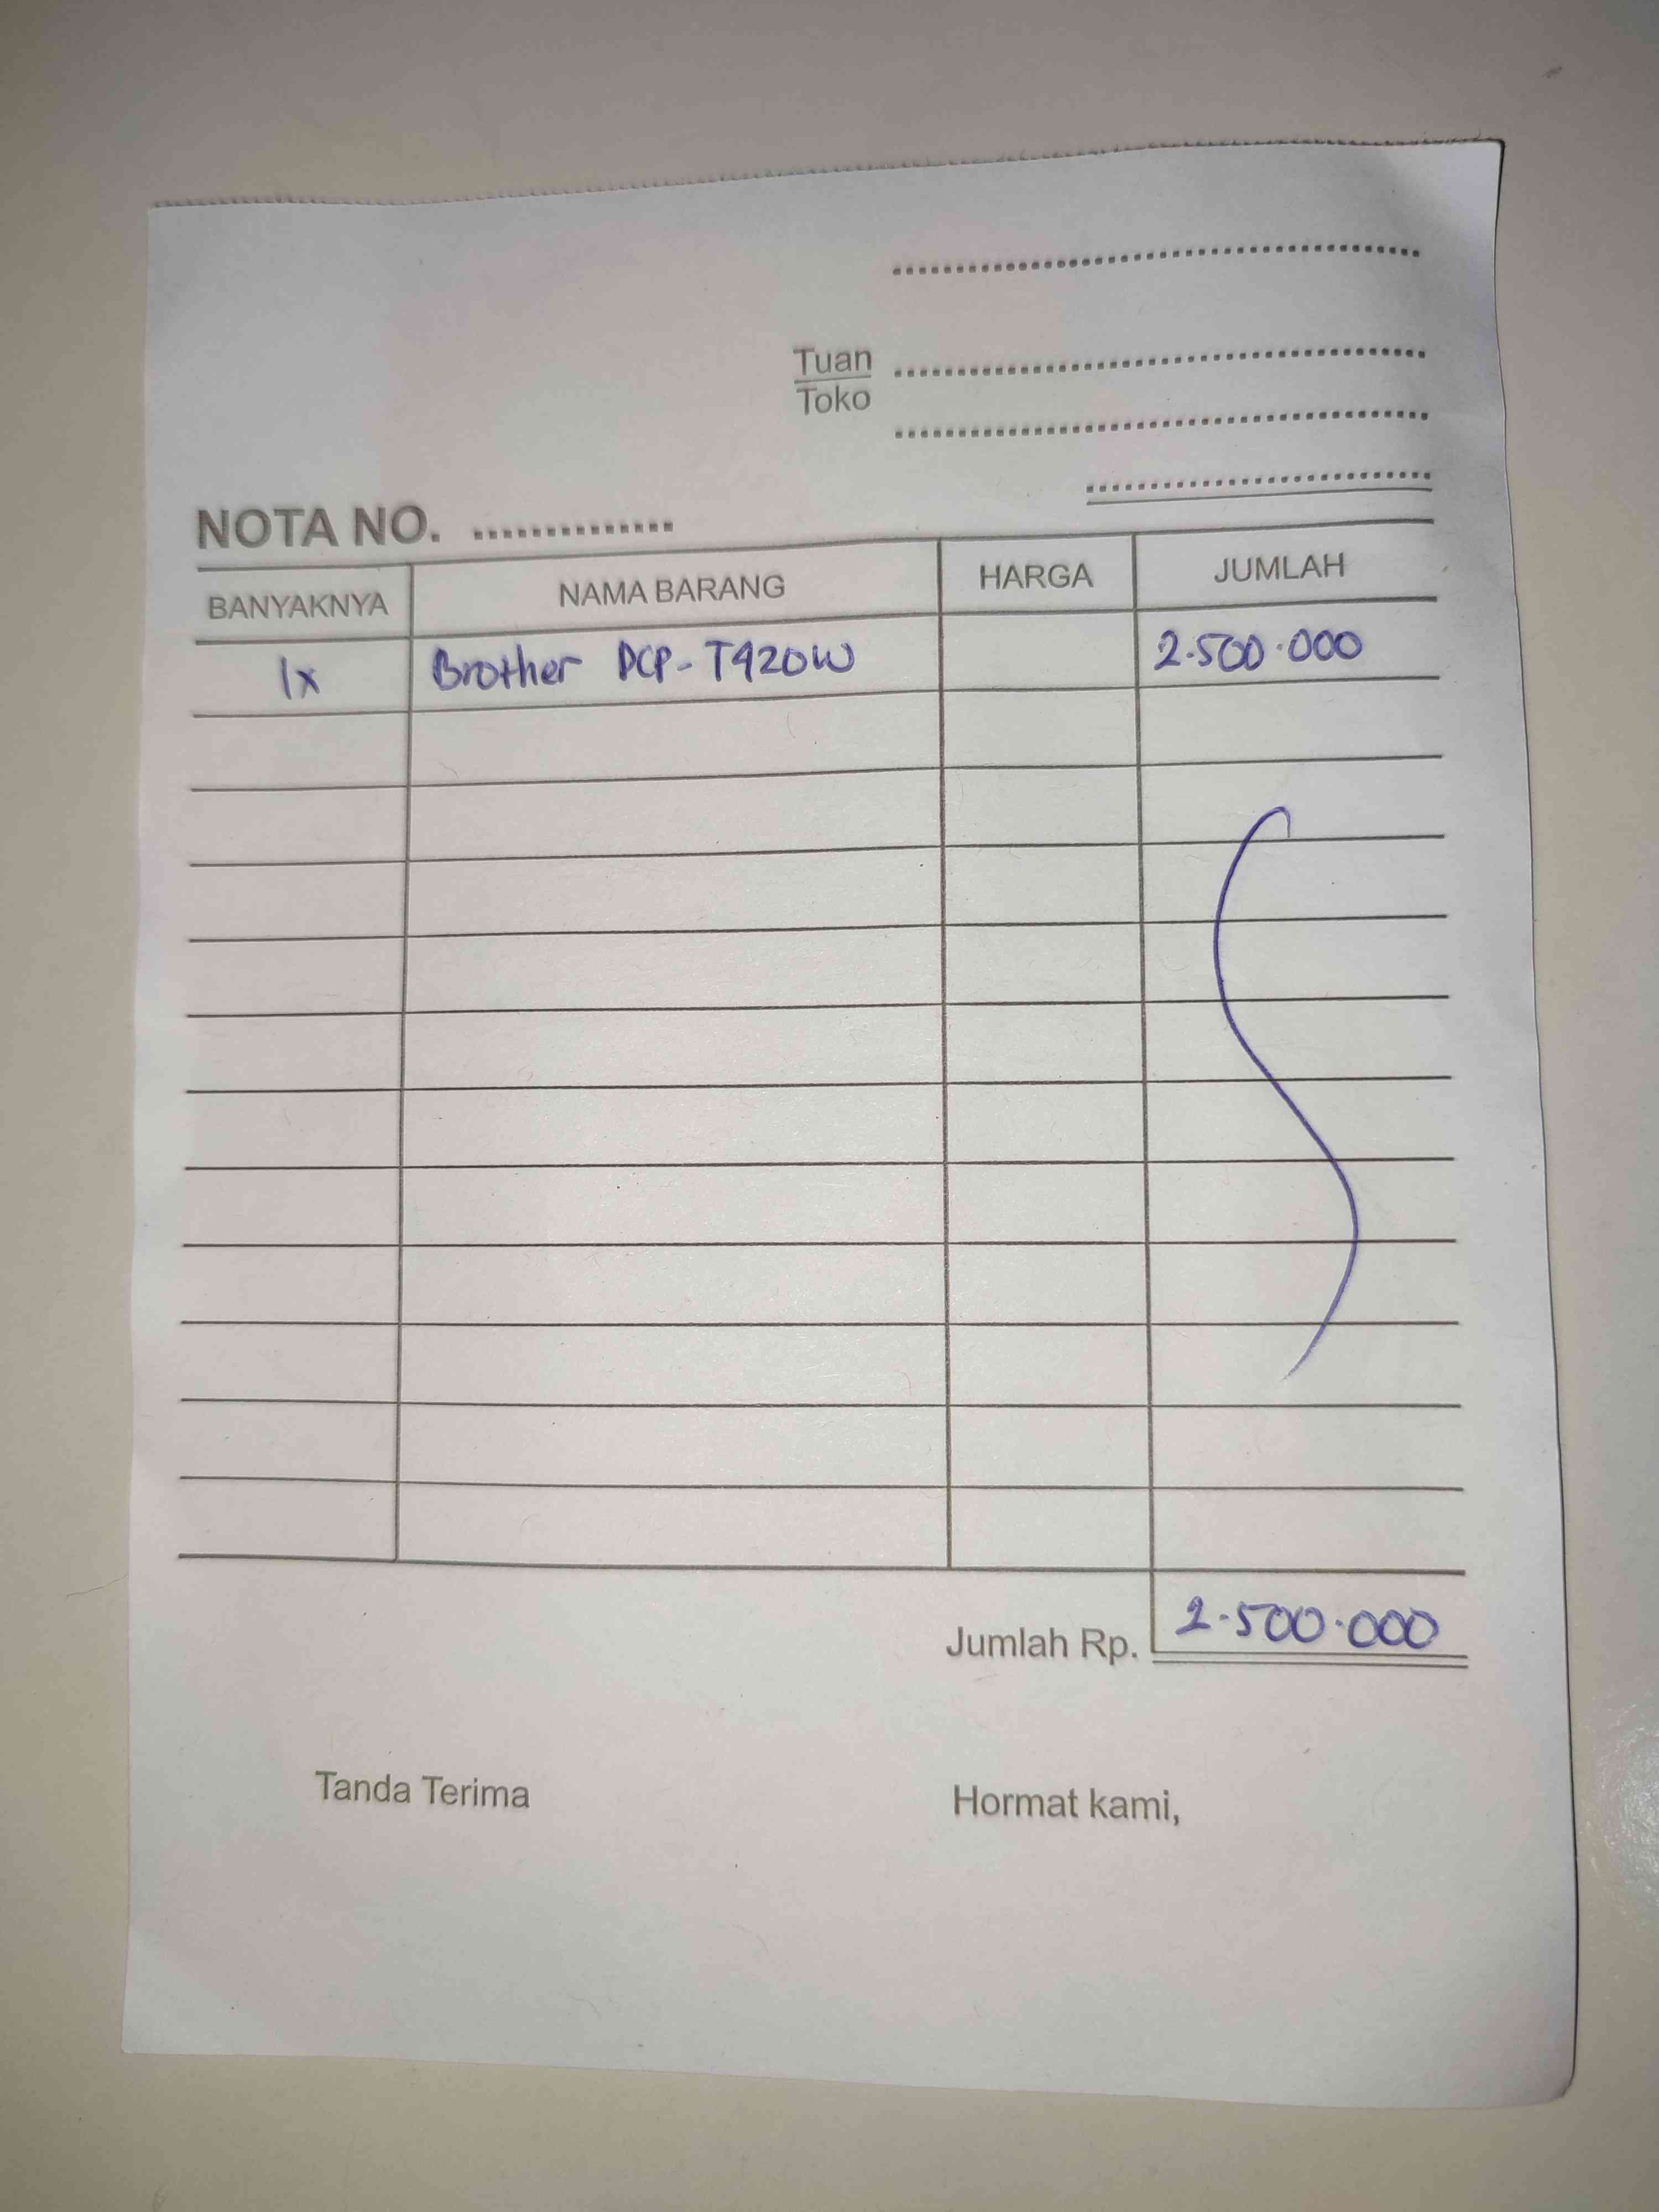 Tuan
Toko
NOTA NO. ..............
BANYAKNYA NAMA BARANG HARGA JUMLAH
1x Brother DCP-T420W 2.500.000
Jumlah Rp. 2.500.000
Tanda Terima Hormat kami,